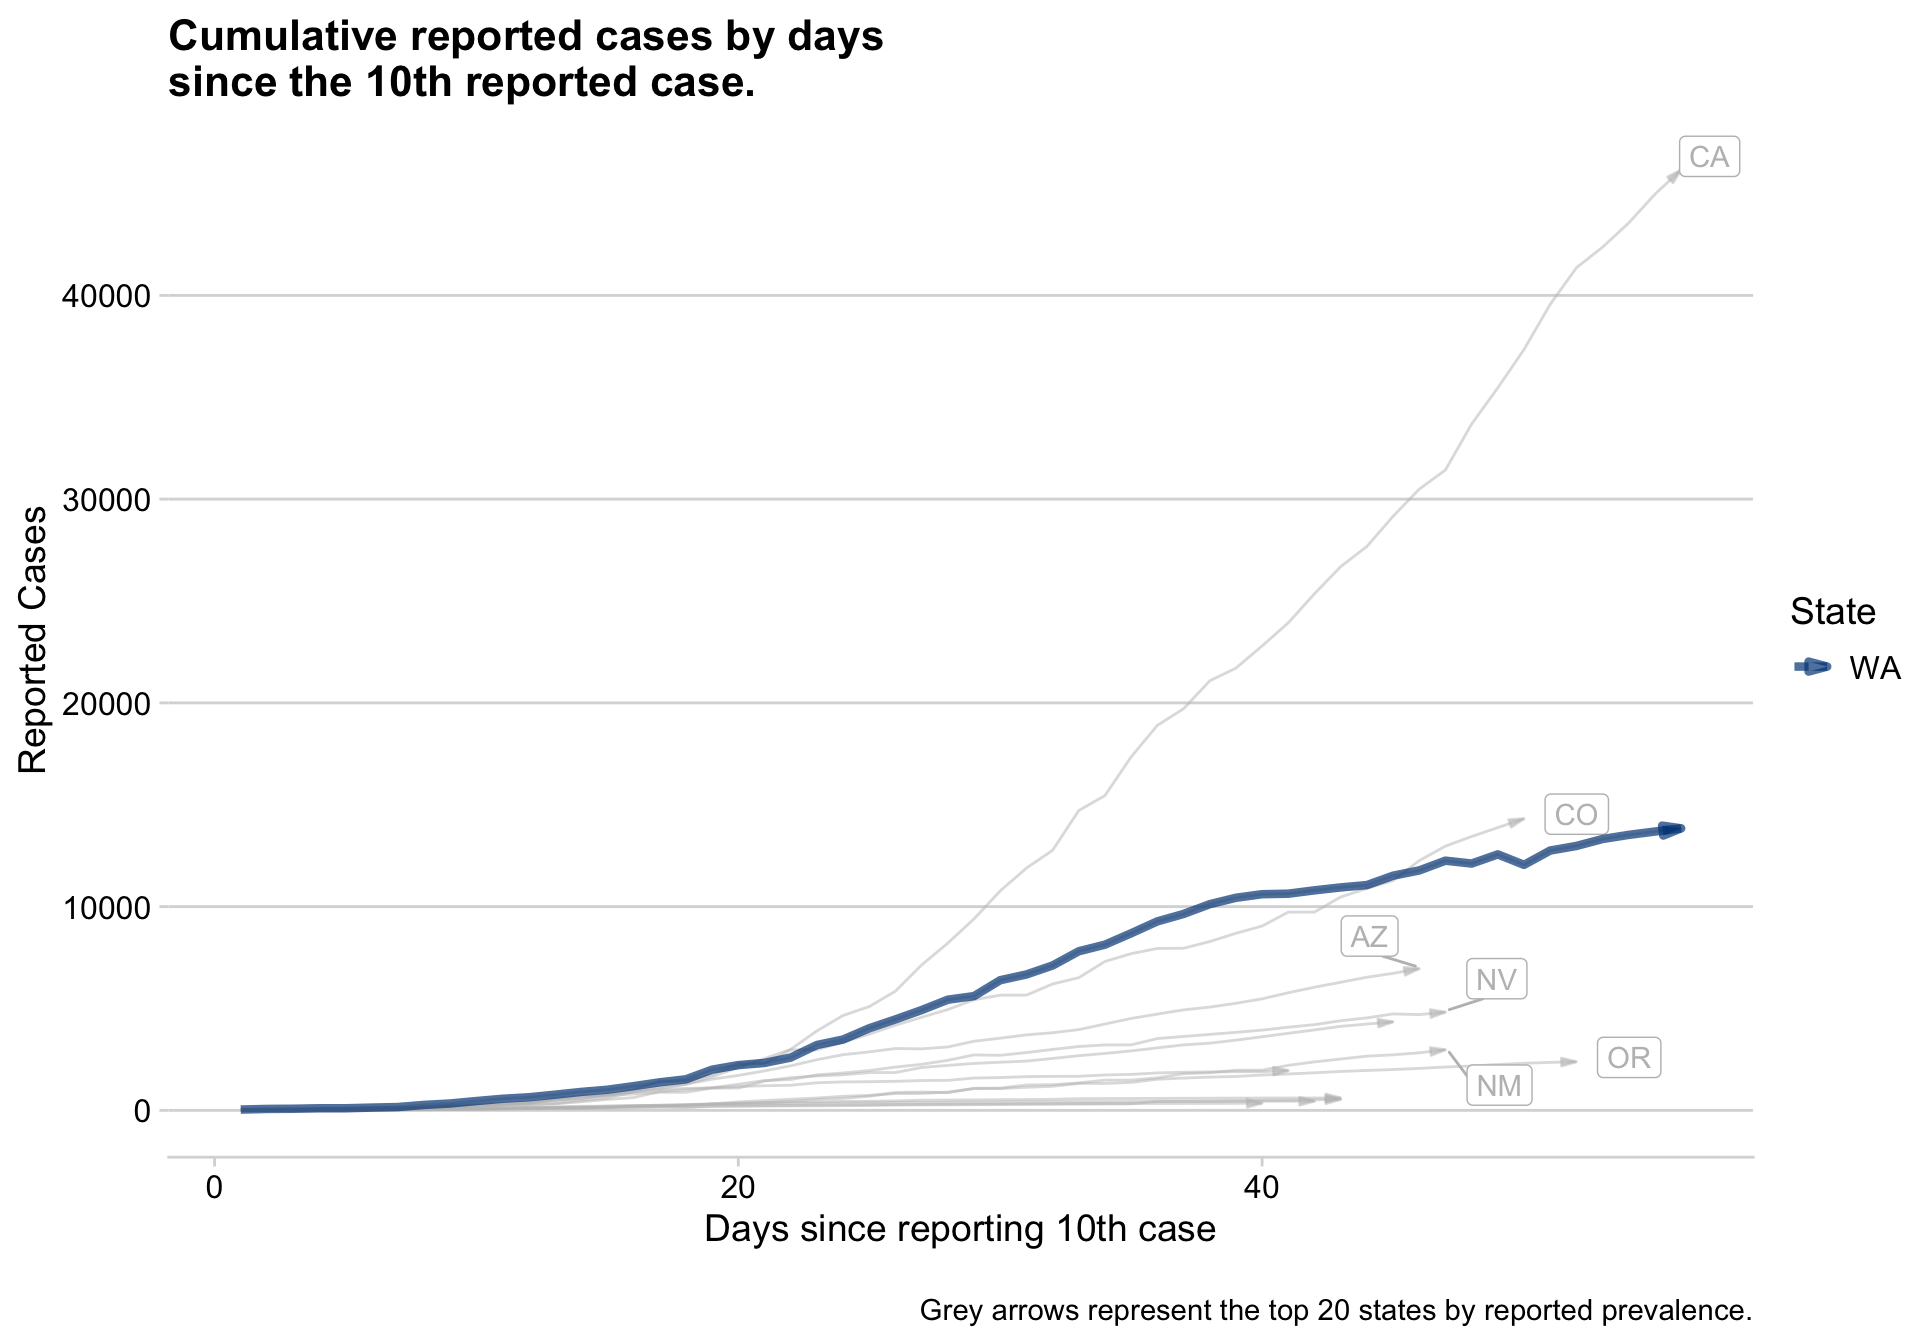 Cumulative reported cases by days
since the 10th reported case.
CA
40000
30000
Reported Cases
State
WA
20000
CO
10000
AZ
NV
OR
NM
0
0 20 40
Days since reporting 10th case
Grey arrows represent the top 20 states by reported prevalence.